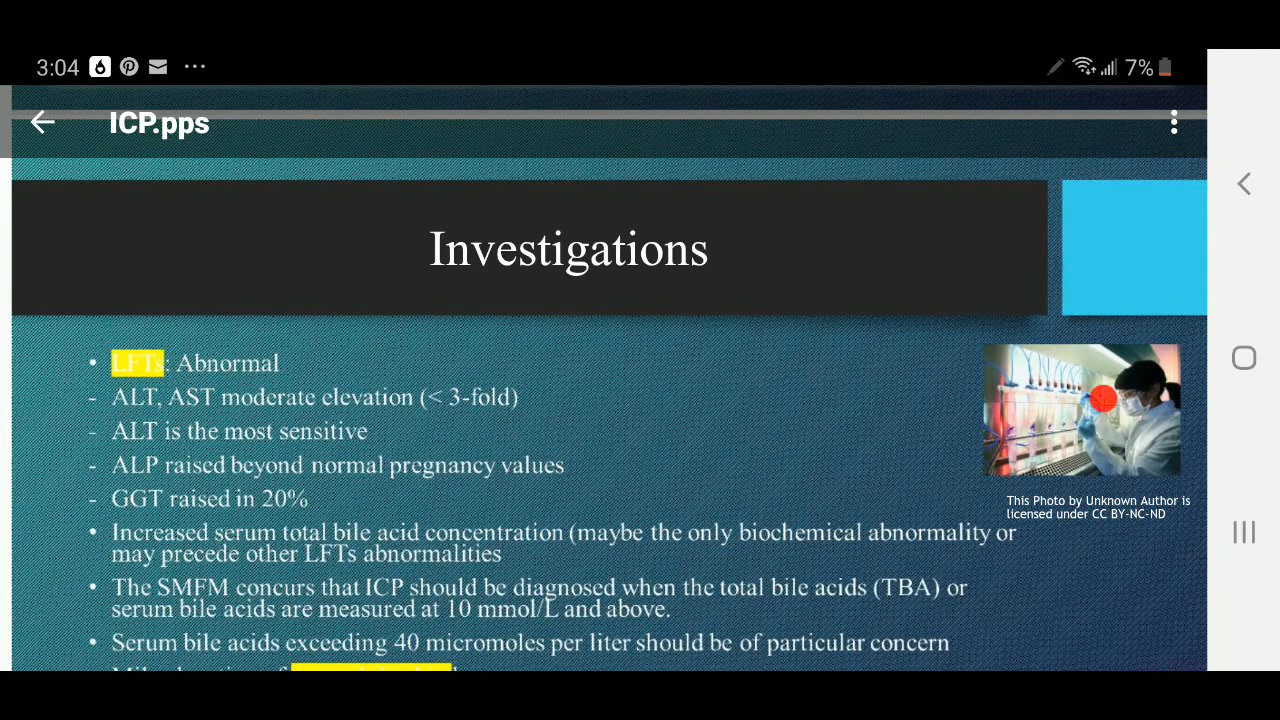 3:04
7%
ICP.pps
Investigations
• LFTs: Abnormal
- ALT, AST moderate elevation (< 3-fold)
- ALT is the most sensitive
- ALP raised beyond normal pregnancy values
- GGT raised in 20%
• Increased serum total bile acid concentration (maybe the only biochemical abnormality or
may precede other LFTs abnormalities
• The SMFM concurs that ICP should be diagnosed when the total bile acids (TBA) or
serum bile acids are measured at 10 mmol/L and above.
• Serum bile acids exceeding 40 micromoles per liter should be of particular concern
This Photo by Unknown Author is
licensed under CC BY-NC-ND